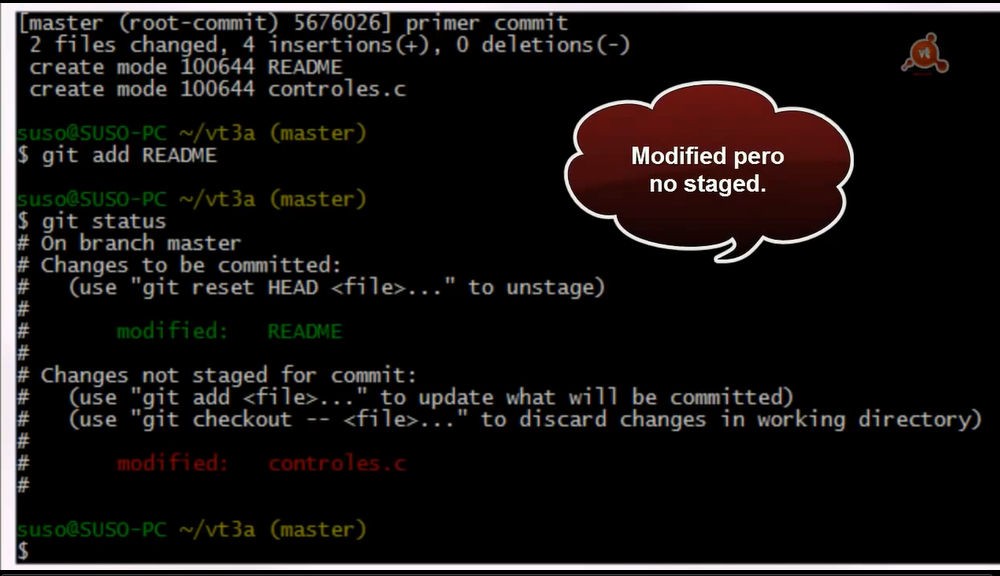 [master (root-commit) 5676026] primer commit
2 files changed, 4 insertions(+), 0 deletions(-)
create mode 100644 README
create mode 100644 controles.c
suso@SUSO-PC ~/vt3a (master)
$ git add README
suso@SUSO-PC ~/vt3a (master)
$ git status
# On branch master
# Changes to be committed:
#   (use "git reset HEAD <file>..." to unstage)
#
#       modified:   README
#
# Changes not staged for commit:
#   (use "git add <file>..." to update what will be committed)
#   (use "git checkout -- <file>..." to discard changes in working directory)
#
#       modified:   controles.c
#
suso@SUSO-PC ~/vt3a (master)
$
Modified pero
no staged.
vt